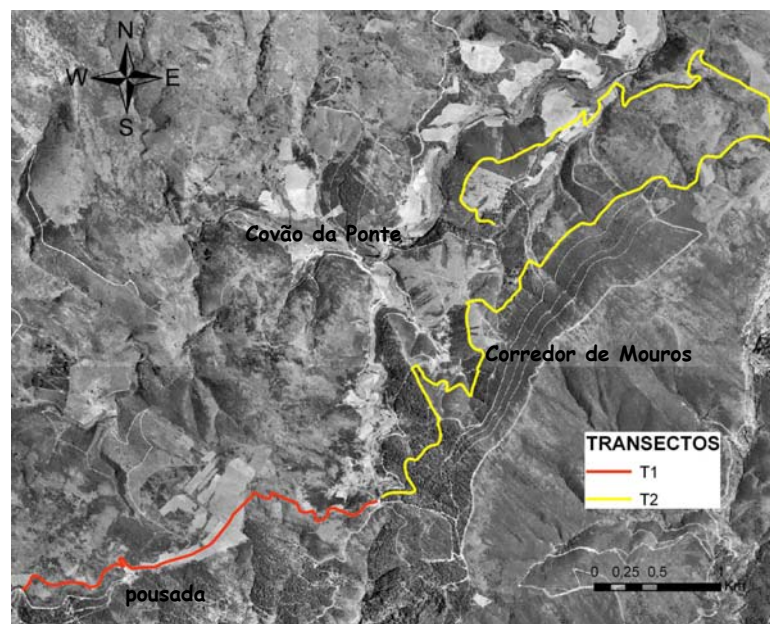 N
W E
S
Covão da Ponte
Corredor de Mouros
TRANSECTOS
T1
T2
pousada
0 0,25 0,5 1
Km